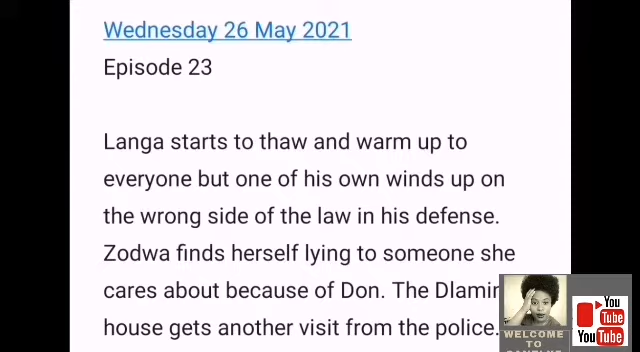 Wednesday 26 May 2021
Episode 23
Langa starts to thaw and warm up to
everyone but one of his own winds up on
the wrong side of the law in his defense.
Zodwa finds herself lying to someone she
cares about because of Don. The Dlamin
house gets another visit from the police.
You
Tube
YouTube
WELCOME
TO